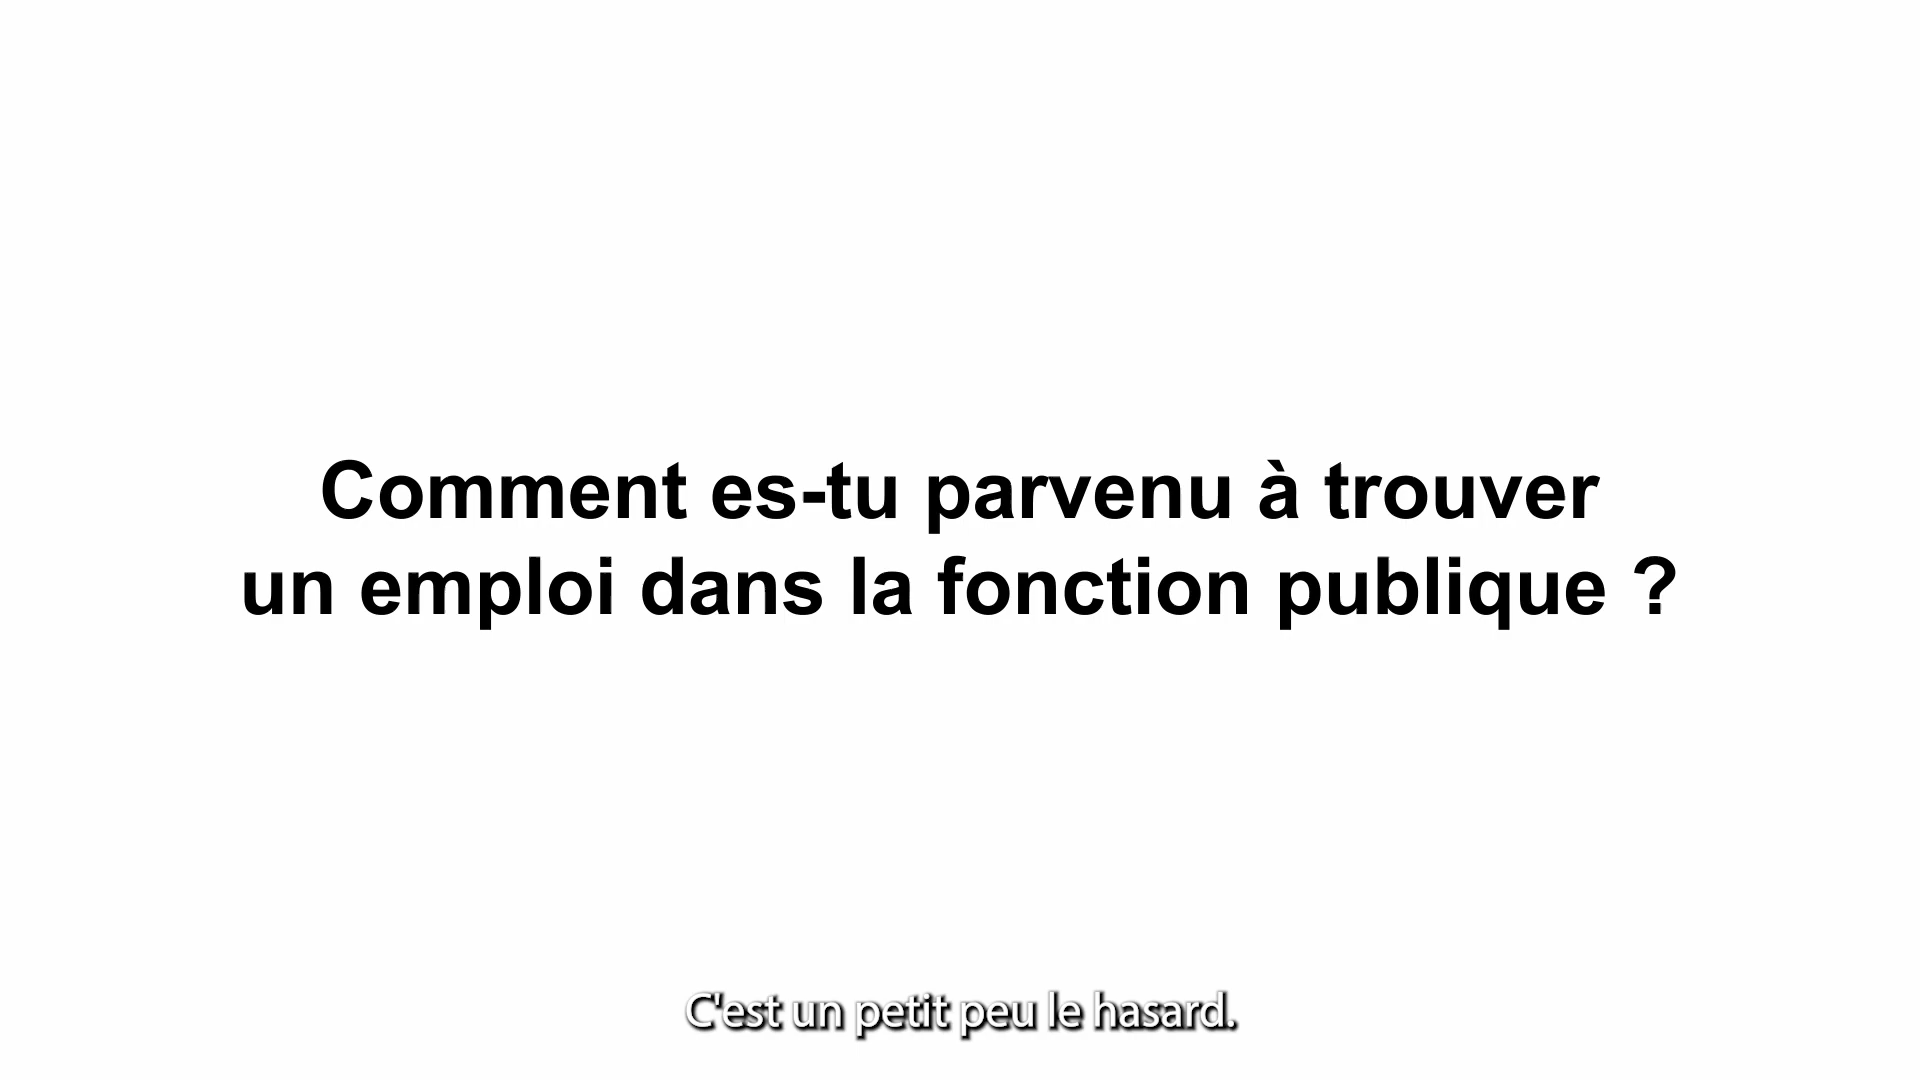 Comment es-tu parvenu à trouver
un emploi dans la fonction publique ?
C'est un petit peu le hasard.